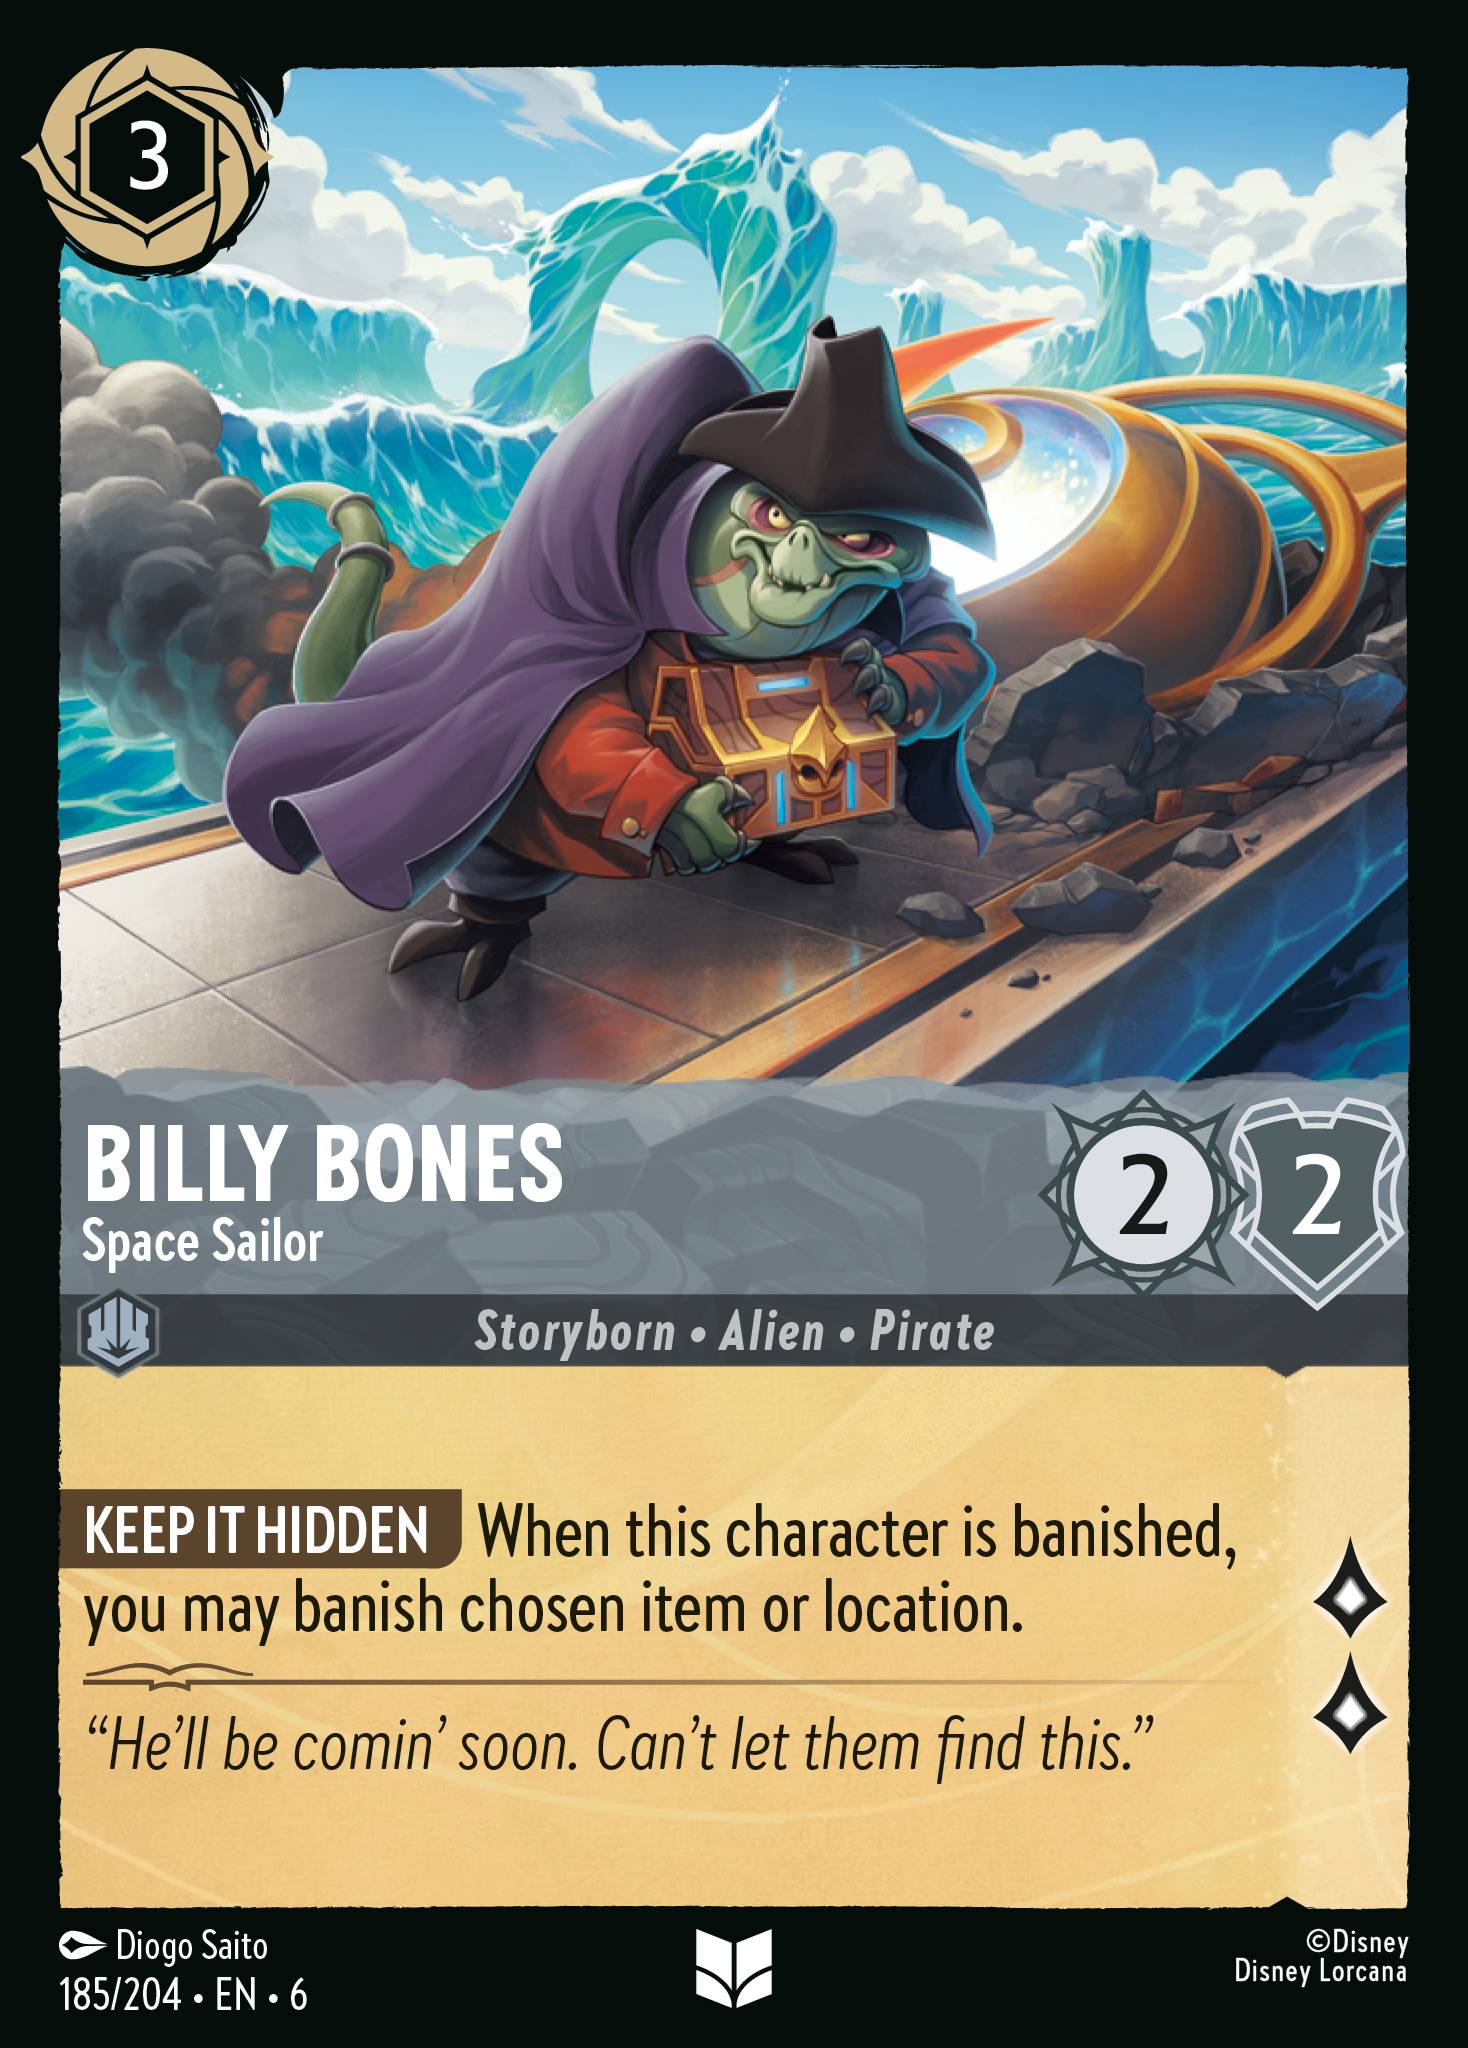 3
BILLY BONES
Space Sailor
2 2
Storyborn • Alien • Pirate
KEEP IT HIDDEN When this character is banished,
you may banish chosen item or location.
“He’ll be comin’ soon. Can’t let them find this.”
Diogo Saito
185/204 • EN • 6
©Disney
Disney Lorcana